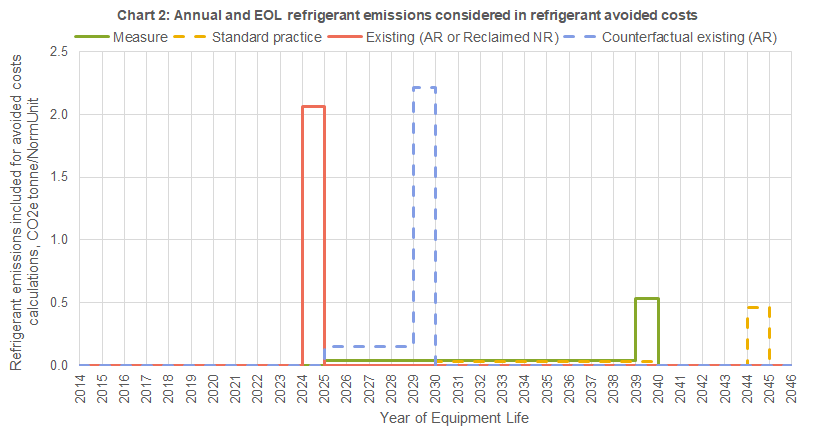 Chart 2: Annual and EOL refrigerant emissions considered in refrigerant avoided costs
Measure Standard practice Existing (AR or Reclaimed NR) Counterfactual existing (AR)
Refrigerant emissions included for avoided costs
calculations, CO2e tonne/NormUnit
2.5
2.0
1.5
1.0
0.5
0.0
2014 2015 2016 2017 2018 2019 2020 2021 2022 2023 2024 2025 2026 2027 2028 2029 2030 2031 2032 2033 2034 2035 2036 2037 2038 2039 2040 2041 2042 2043 2044 2045 2046
Year of Equipment Life